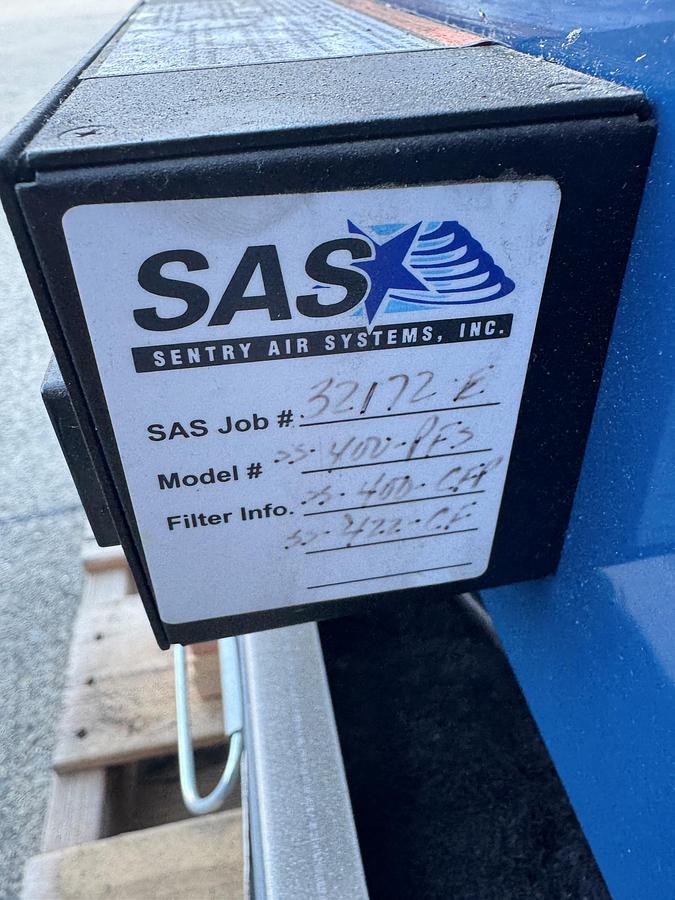 SAS
SENTRY AIR SYSTEMS, INC.
SAS Job # 32172-E
Model # SS-400-PFS
Filter Info. SS-400-CFP
SS-422-CF